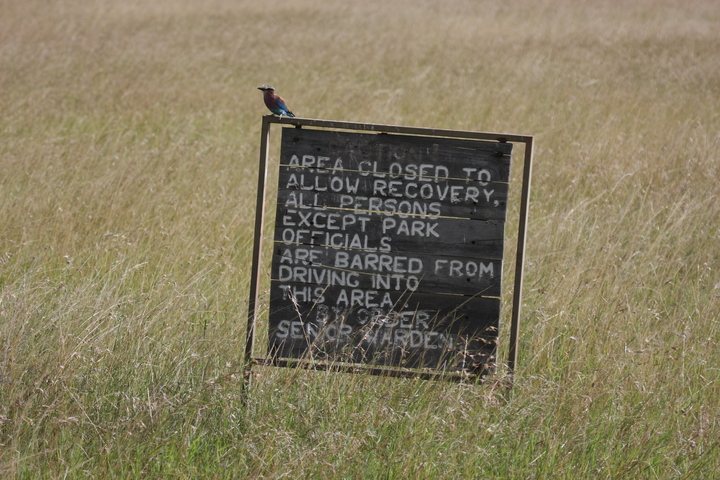 AREA CLOSED TO
ALLOW RECOVERY,
ALL PERSONS
EXCEPT PARK
OFFICIALS
ARE BARRED FROM
DRIVING INTO
THIS AREA
ORDER
SENIOR WARDEN